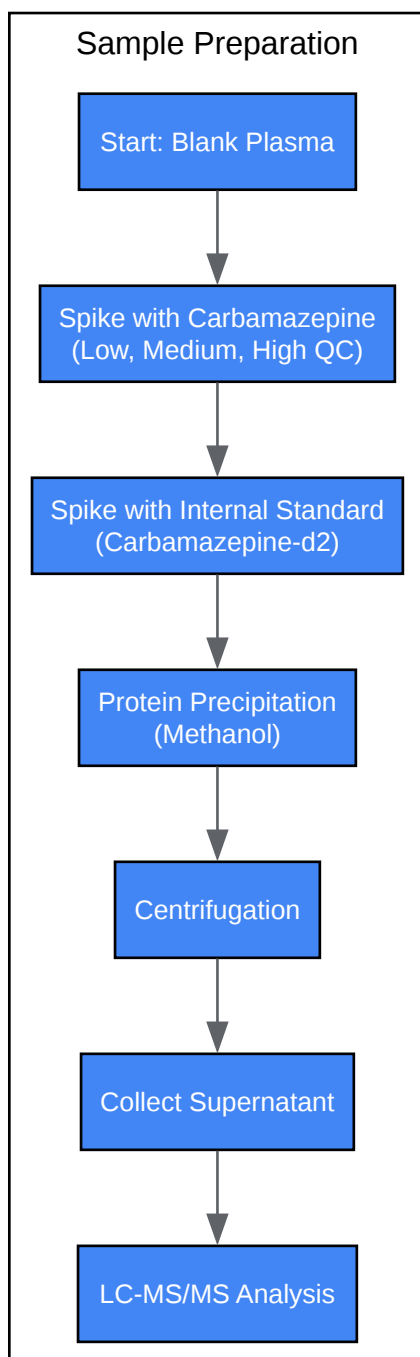 Sample Preparation
Start: Blank Plasma
Spike with Carbamazepine
(Low, Medium, High QC)
Spike with Internal Standard
(Carbamazepine-d2)
Protein Precipitation
(Methanol)
Centrifugation
Collect Supernatant
LC-MS/MS Analysis